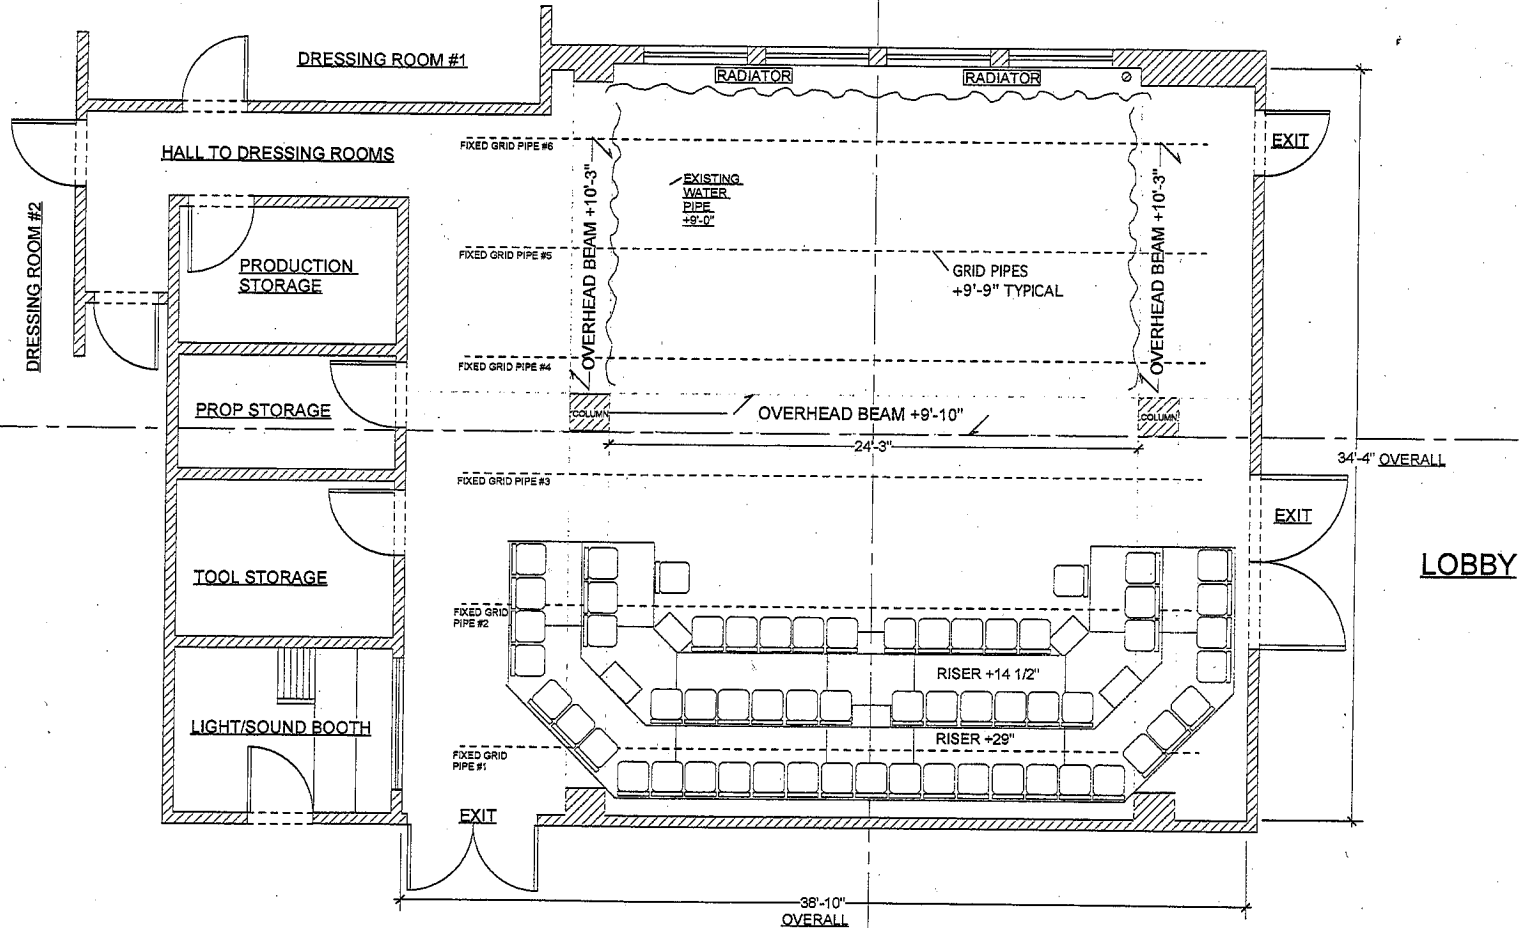 DRESSING ROOM #1
RADIATOR
RADIATOR
EXIT
HALL TO DRESSING ROOMS
FIXED GRID PIPE #6
EXISTING
WATER
PIPE
+9'-0"
OVERHEAD BEAM +10'-3"
OVERHEAD BEAM +10'-3"
DRESSING ROOM #2
PRODUCTION
STORAGE
FIXED GRID PIPE #5
GRID PIPES
+9'-9" TYPICAL
FIXED GRID PIPE #4
PROP STORAGE
COLUMN
OVERHEAD BEAM +9'-10"
COLUMN
24'-3"
34'-4" OVERALL
FIXED GRID PIPE #3
EXIT
LOBBY
TOOL STORAGE
FIXED GRID
PIPE #2
RISER +14 1/2"
LIGHT/SOUND BOOTH
RISER +29"
FIXED GRID
PIPE #1
EXIT
38'-10"
OVERALL